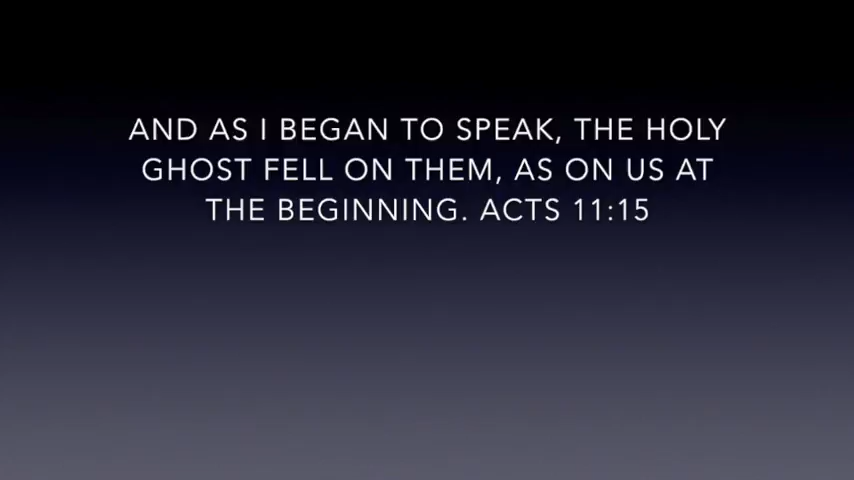 AND AS I BEGAN TO SPEAK, THE HOLY
GHOST FELL ON THEM, AS ON US AT
THE BEGINNING. ACTS 11:15